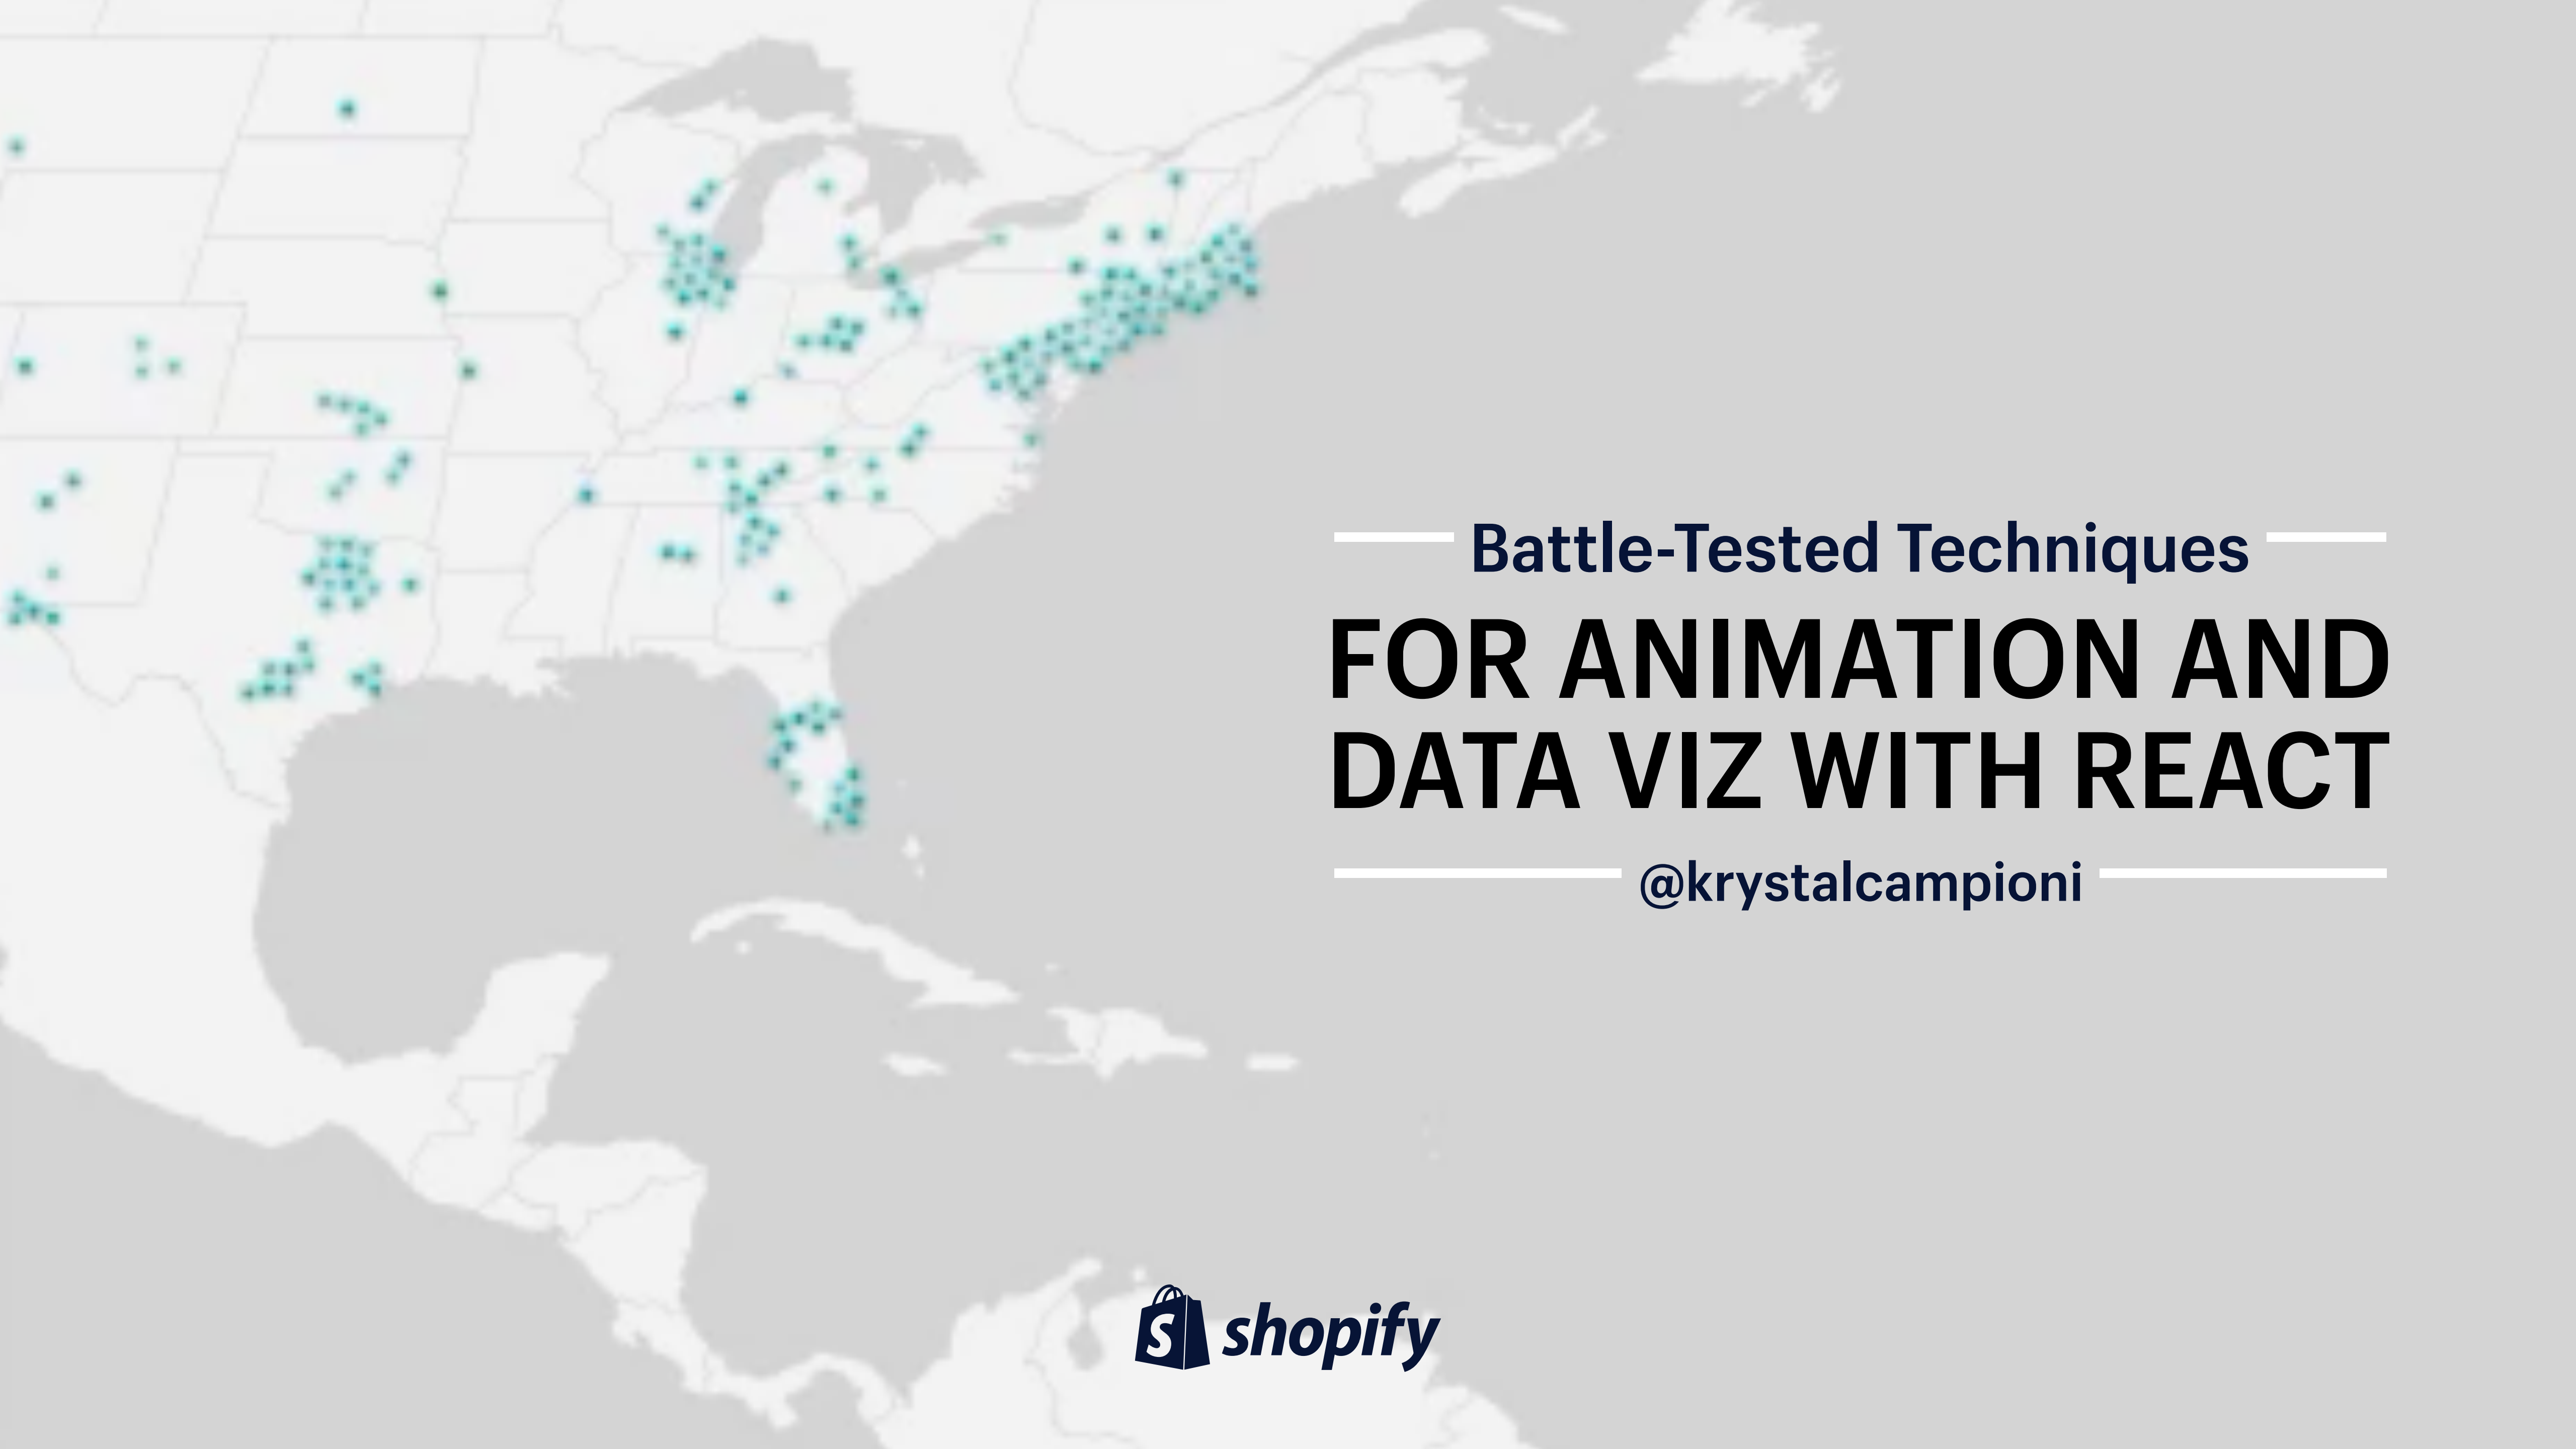 Battle-Tested Techniques
FOR ANIMATION AND
DATA VIZ WITH REACT
@krystalcampioni
S shopify